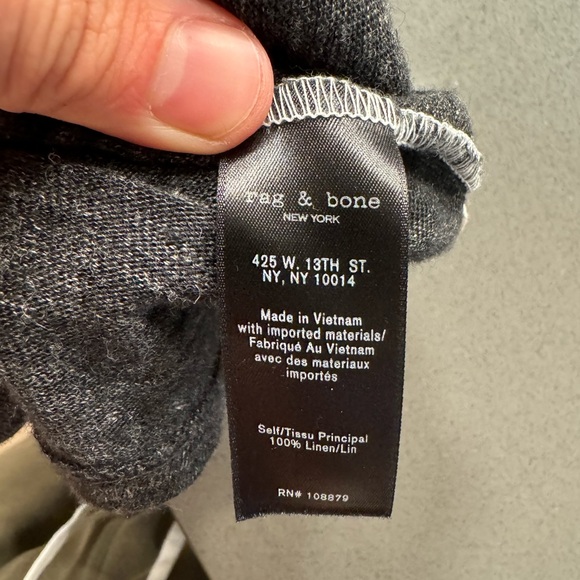 rag & bone
NEW YORK
425 W. 13TH ST.
NY, NY 10014
Made in Vietnam
with imported materials/
Fabriqué Au Vietnam
avec des materiaux
importés
Self/Tissu Principal
100% Linen/Lin
RN# 108879